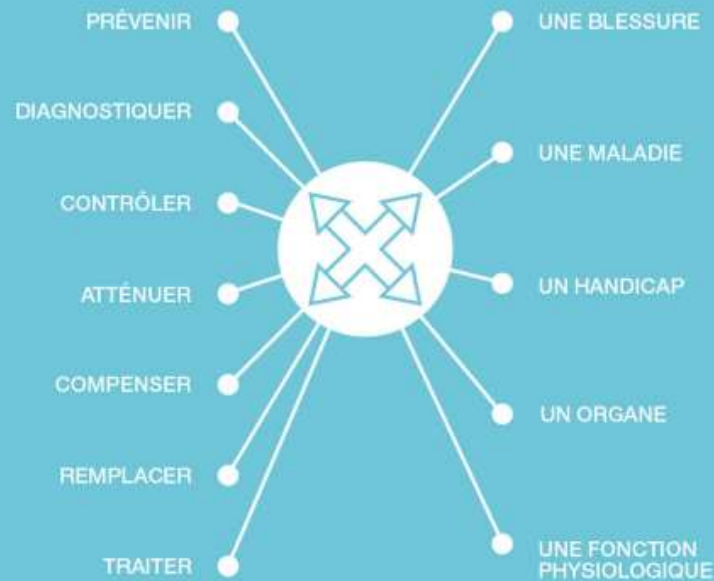 PRÉVENIR
DIAGNOSTIQUER
CONTRÔLER
ATTÉNUER
COMPENSER
REMPLACER
TRAITER
UNE BLESSURE
UNE MALADIE
UN HANDICAP
UN ORGANE
UNE FONCTION
PHYSIOLOGIQUE